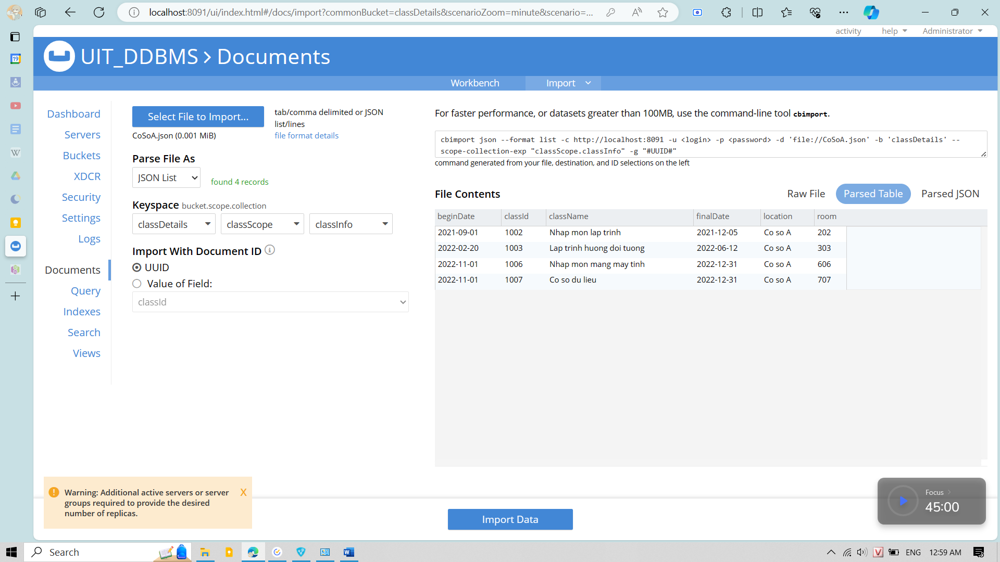 localhost:8091/ui/index.html#/docs/import?commonBucket=classDetails&scenarioZoom=minute&scenario=...
activity
help
Administrator
UIT_DDBMS > Documents
Workbench
Import
Dashboard
Servers
Buckets
XDCR
Security
Settings
Logs
Documents
Query
Indexes
Search
Views
Select File to Import...
CoSoA.json (0.001 MiB)
tab/comma delimited or JSON
list/lines
file format details
Parse File As
JSON List
found 4 records
Keyspace bucket.scope.collection
classDetails
classScope
classInfo
Import With Document ID
UUID
Value of Field:
classId
For faster performance, or datasets greater than 100MB, use the command-line tool cbimport.
cbimport json --format list -c http://localhost:8091 -u <login> -p <password> -d 'file://CoSoA.json' -b 'classDetails' --
scope-collection-exp "classScope.classInfo" -g "#UUID#"
command generated from your file, destination, and ID selections on the left
File Contents
Raw File
Parsed Table
Parsed JSON
beginDate classId className finalDate location room
2021-09-01 1002 Nhap mon lap trinh 2021-12-05 Co so A 202
2022-02-20 1003 Lap trinh huong doi tuong 2022-06-12 Co so A 303
2022-11-01 1006 Nhap mon mang may tinh 2022-12-31 Co so A 606
2022-11-01 1007 Co so du lieu 2022-12-31 Co so A 707
Warning: Additional active servers or server
groups required to provide the desired
number of replicas.
X
Import Data
Focus
45:00
Search
ENG
12:59 AM
19
W
V